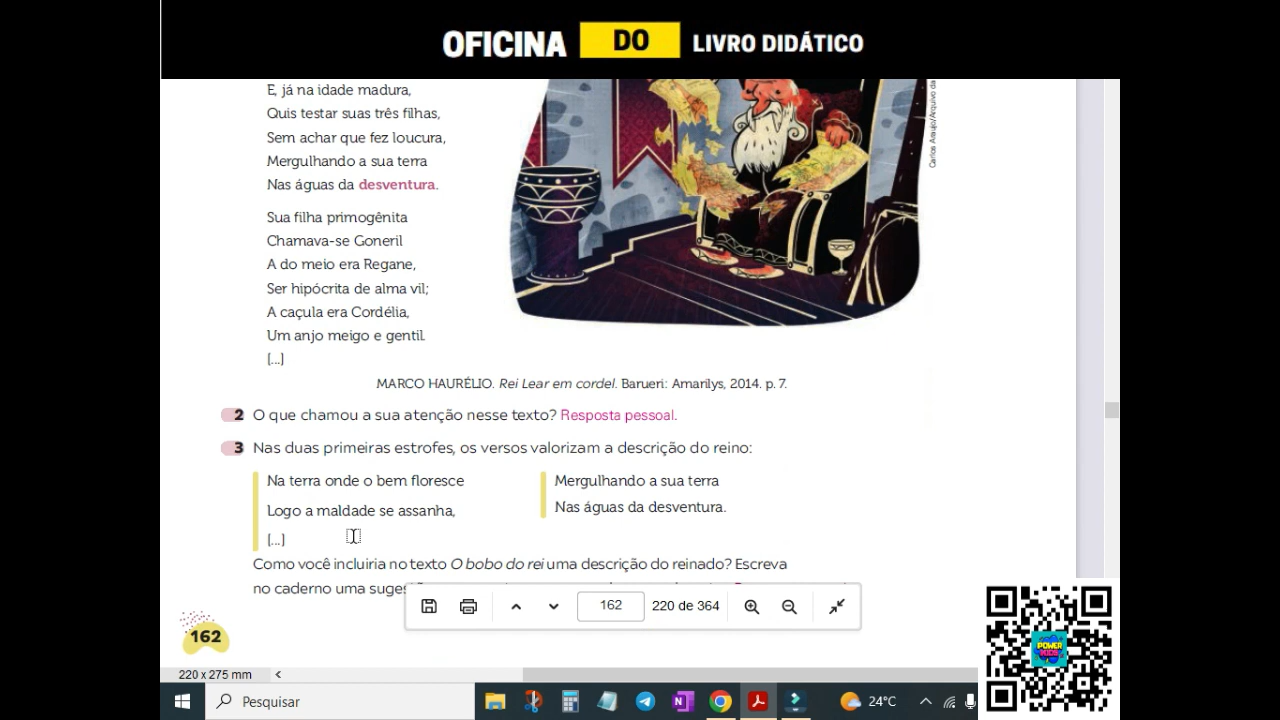 OFICINA DO LIVRO DIDÁTICO
E, já na idade madura,
Quis testar suas três filhas,
Sem achar que fez loucura,
Mergulhando a sua terra
Nas águas da desventura.
Sua filha primogênita
Chamava-se Goneril
A do meio era Regane,
Ser hipócrita de alma vil;
A caçula era Cordélia,
Um anjo meigo e gentil.
[...]
Carlos Araujo/Arquivo da
MARCO HAURÉLIO. Rei Lear em cordel. Barueri: Amarilys, 2014. p. 7.
2 O que chamou a sua atenção nesse texto? Resposta pessoal.
3 Nas duas primeiras estrofes, os versos valorizam a descrição do reino:
Na terra onde o bem floresce
Logo a maldade se assanha,
[...]
Mergulhando a sua terra
Nas águas da desventura.
Como você incluiria no texto O bobo do rei uma descrição do reinado? Escreva
no caderno uma suges
162 220 de 364
162
220 x 275 mm
Pesquisar
24°C
POWER KIDS